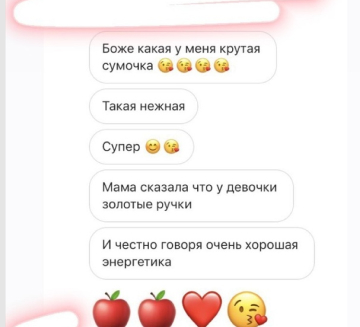 Боже какая у меня крутая
сумочка 😘😘😘😘
Такая нежная
Супер 😊😘
Мама сказала что у девочки
золотые ручки
И честно говоря очень хорошая
энергетика
🍎🍎❤️😘